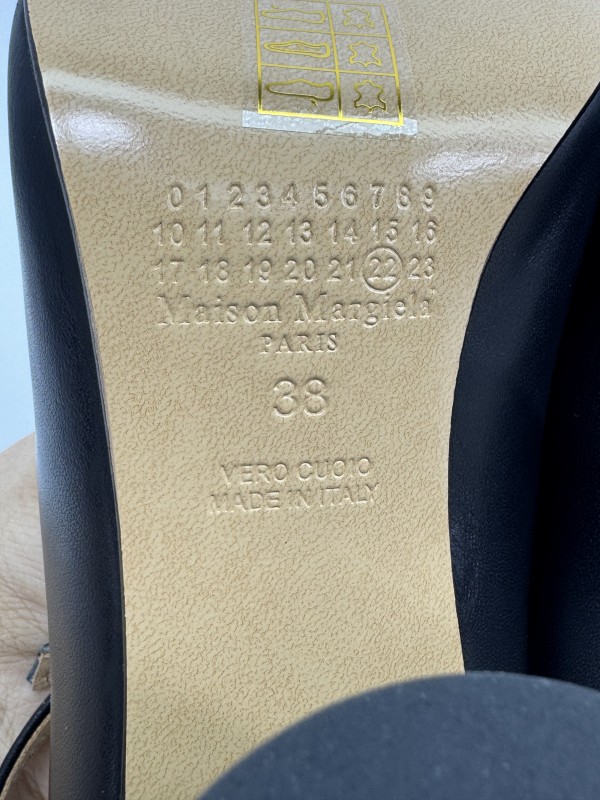 0 1 2 3 4 5 6 7 8 9
10 11 12 13 14 15 16
17 18 19 20 21 22 23
Maison Margiela
PARIS
38
VERO CUOIO
MADE IN ITALY